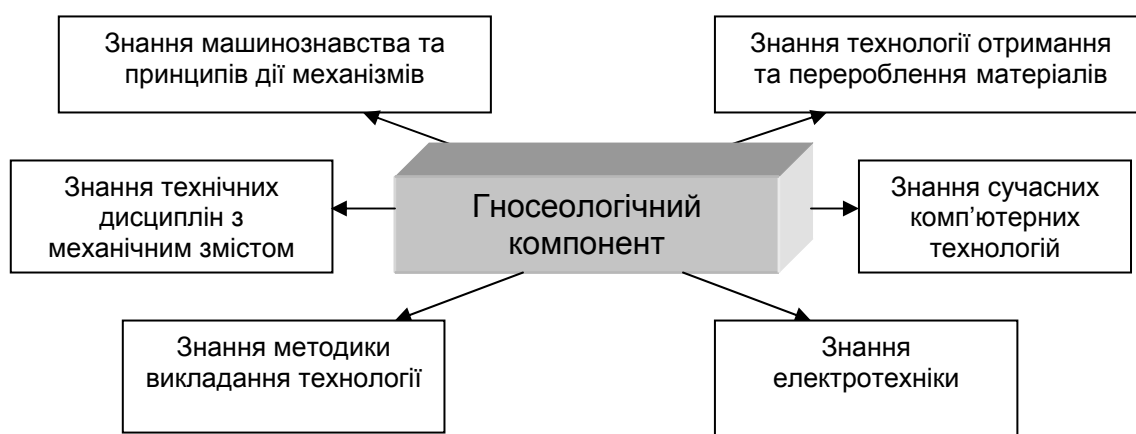 Знання машинознавства та
принципів дії механізмів
Знання технології отримання
та перероблення матеріалів
Знання технічних
дисциплін з
механічним змістом
Гносеологічний
компонент
Знання сучасних
комп’ютерних
технологій
Знання методики
викладання технології
Знання
електротехніки